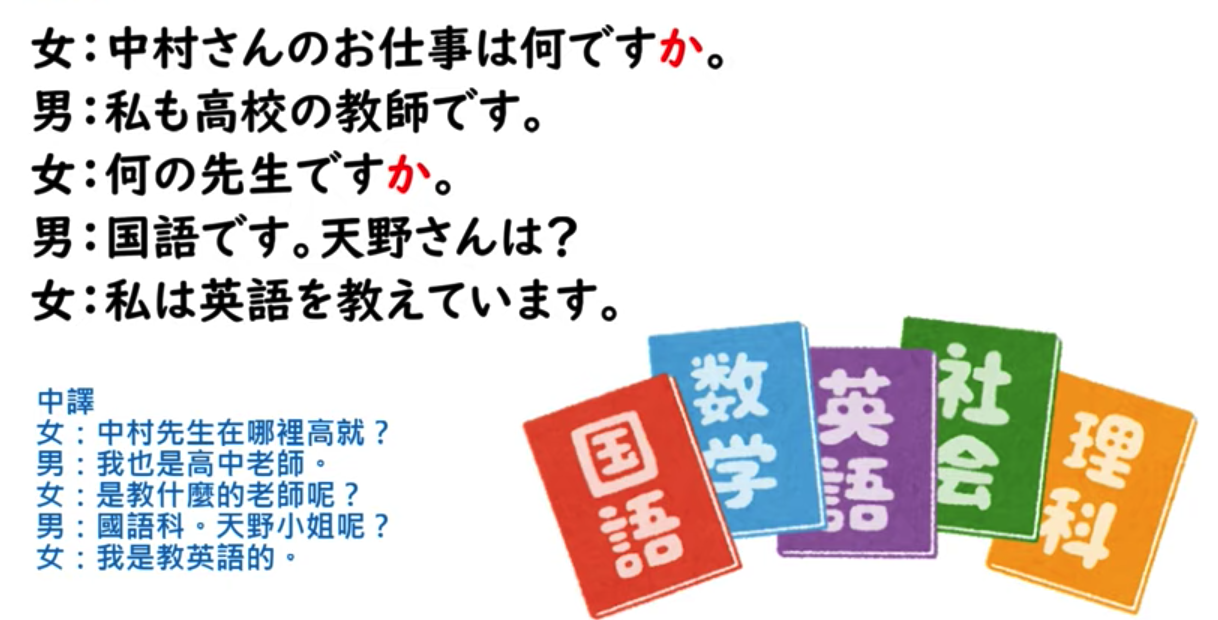 女：中村さんのお仕事は何ですか。
男：私も高校の教師です。
女：何の先生ですか。
男：国語です。天野さんは？
女：私は英語を教えています。
中譯
女：中村先生在哪裡高就？
男：我也是高中老師。
女：是教什麼的老師呢？
男：國語科。天野小姐呢？
女：我是教英語的。
国語
数学
英語
社会
理科